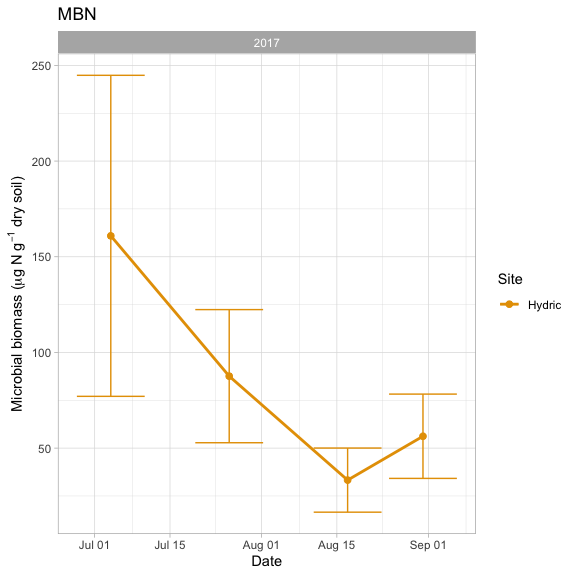 MBN
2017
250
200
150
100
50
Microbial biomass (μg N g⁻¹ dry soil)
Jul 01 Jul 15 Aug 01 Aug 15 Sep 01
Date
Site
Hydric